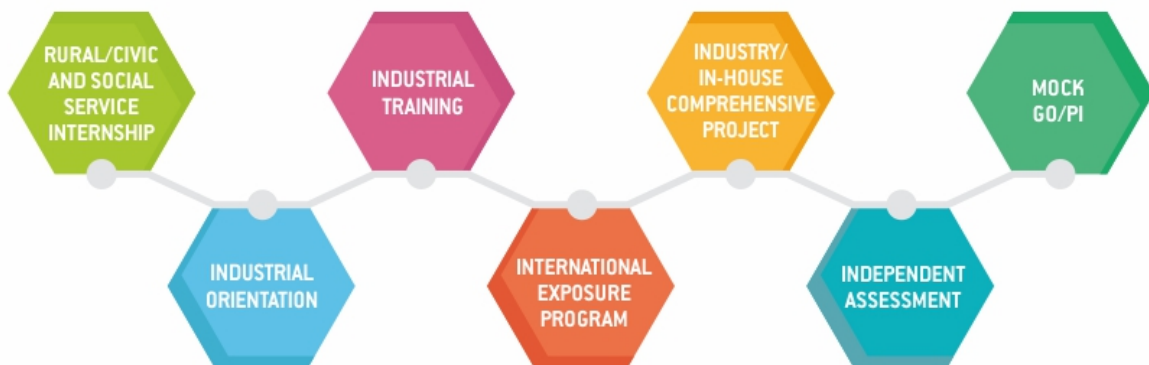 RURAL/CIVIC
AND SOCIAL
SERVICE
INTERNSHIP
INDUSTRIAL
ORIENTATION
INDUSTRIAL
TRAINING
INTERNATIONAL
EXPOSURE
PROGRAM
INDUSTRY/
IN-HOUSE
COMPREHENSIVE
PROJECT
INDEPENDENT
ASSESSMENT
MOCK
GO/PI